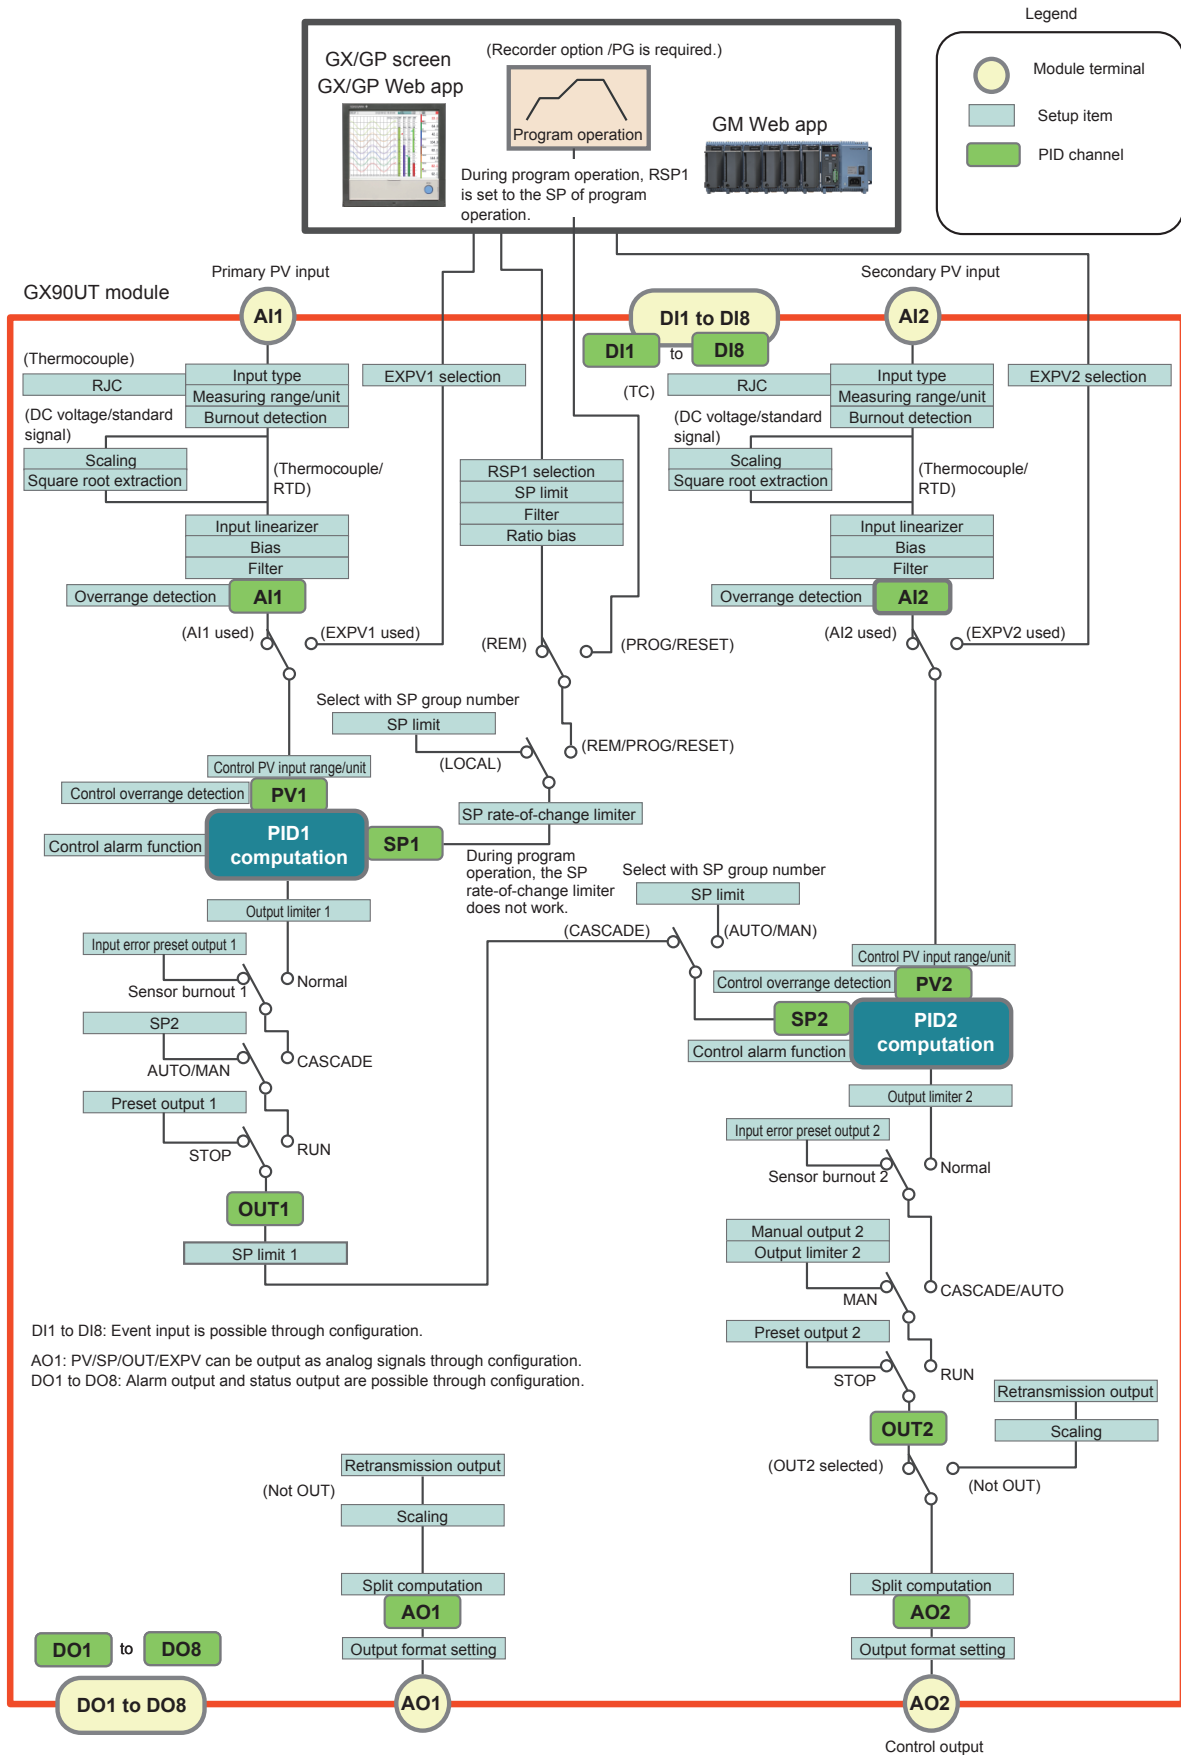 Legend
Module terminal
Setup item
PID channel
(Recorder option /PG is required.)
GX/GP screen
GX/GP Web app
Program operation
GM Web app
During program operation, RSP1
is set to the SP of program
operation.
Primary PV input
Secondary PV input
GX90UT module
AI1
DI1 to DI8
AI2
DI1
to
DI8
(Thermocouple)
RJC
Input type
Measuring range/unit
Burnout detection
EXPV1 selection
(TC)
RJC
Input type
Measuring range/unit
Burnout detection
EXPV2 selection
(DC voltage/standard
signal)
Scaling
Square root extraction
(Thermocouple/
RTD)
RSP1 selection
SP limit
Filter
Ratio bias
(DC voltage/standard
signal)
Scaling
Square root extraction
(Thermocouple/
RTD)
Input linearizer
Bias
Filter
Input linearizer
Bias
Filter
Overrange detection
AI1
Overrange detection
AI2
(AI1 used)
(EXPV1 used)
(REM)
(PROG/RESET)
(AI2 used)
(EXPV2 used)
Select with SP group number
SP limit
(LOCAL)
(REM/PROG/RESET)
Control PV input range/unit
Control overrange detection
PV1
SP rate-of-change limiter
Control alarm function
PID1
computation
SP1
During program
operation, the SP
rate-of-change limiter
does not work.
Select with SP group number
SP limit
Output limiter 1
(CASCADE)
(AUTO/MAN)
Input error preset output 1
Sensor burnout 1
Normal
Control PV input range/unit
Control overrange detection
PV2
SP2
AUTO/MAN
CASCADE
SP2
PID2
computation
Control alarm function
Preset output 1
STOP
RUN
Output limiter 2
Input error preset output 2
Sensor burnout 2
Normal
OUT1
SP limit 1
Manual output 2
Output limiter 2
MAN
CASCADE/AUTO
DI1 to DI8: Event input is possible through configuration.
AO1: PV/SP/OUT/EXPV can be output as analog signals through configuration.
DO1 to DO8: Alarm output and status output are possible through configuration.
Preset output 2
STOP
RUN
Retransmission output
Scaling
OUT2
(OUT2 selected)
(Not OUT)
Retransmission output
(Not OUT)
Scaling
Split computation
AO1
Output format setting
Split computation
AO2
Output format setting
DO1
to
DO8
DO1 to DO8
AO1
AO2
Control output